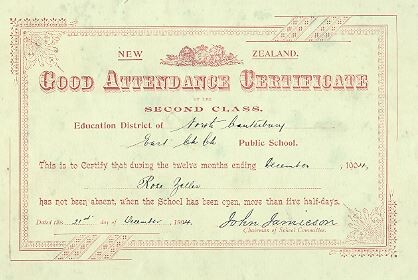 NEW ZEALAND.
GOOD ATTENDANCE CERTIFICATE
OF THE
SECOND CLASS.
Education District of North Canterbury
East Ch Ch Public School.
This is to Certify that during the twelve months ending December, 1904,
Rose
has not been absent, when the School has been open, more than five half-days.
Dated this 21st day of December, 1904.
John Jamieson
Chairman of School Committee.